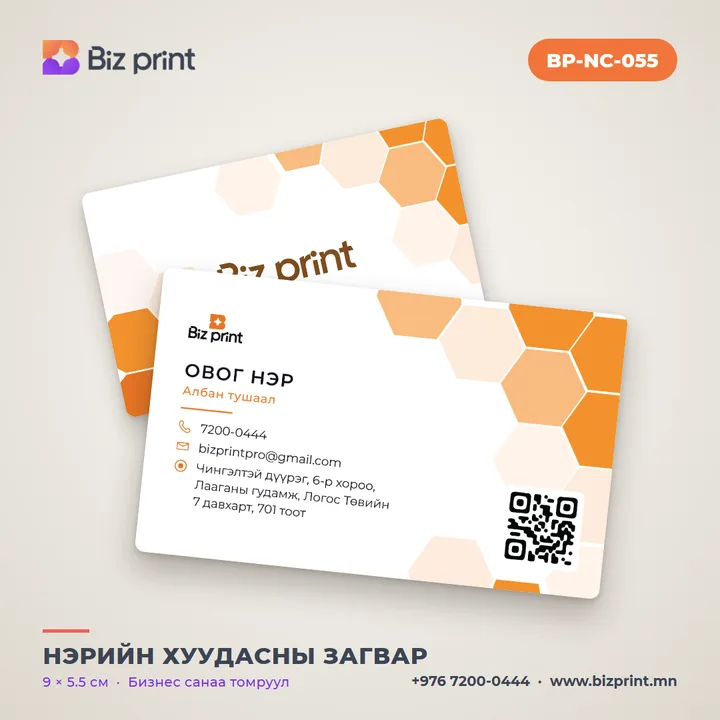 Biz print
BP-NC-055
Biz print
Biz print
ОВОГ НЭР
Албан тушаал
7200-0444
bizprintpro@gmail.com
Чингэлтэй дүүрэг, 6-р хороо,
Лааганы гудамж, Логос Төвийн
7 давхарт, 701 тоот
НЭРИЙН ХУУДАСНЫ ЗАГВАР
9 × 5.5 см · Бизнес санаа томруул
+976 7200-0444 · www.bizprint.mn